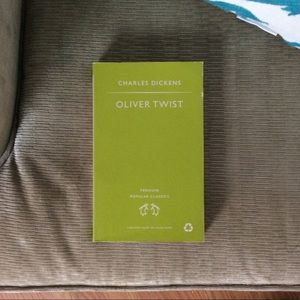 CHARLES DICKENS
OLIVER TWIST
PENGUIN
POPULAR CLASSICS